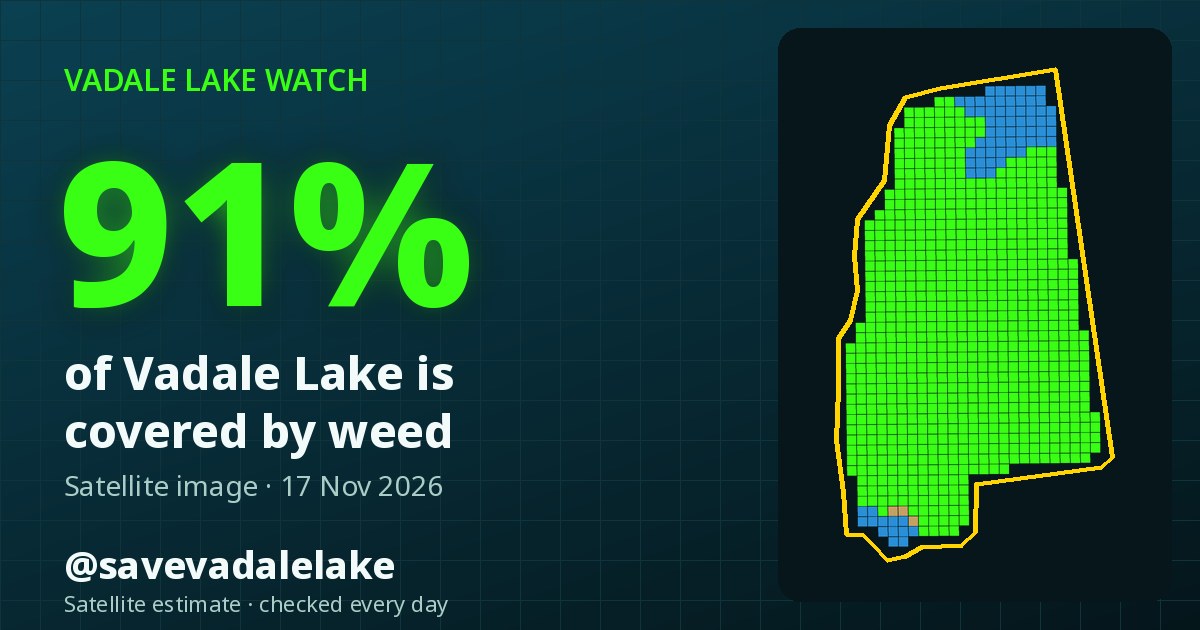 VADALE LAKE WATCH
91%
of Vadale Lake is
covered by weed
Satellite image · 17 Nov 2026
@savevadalelake
Satellite estimate · checked every day